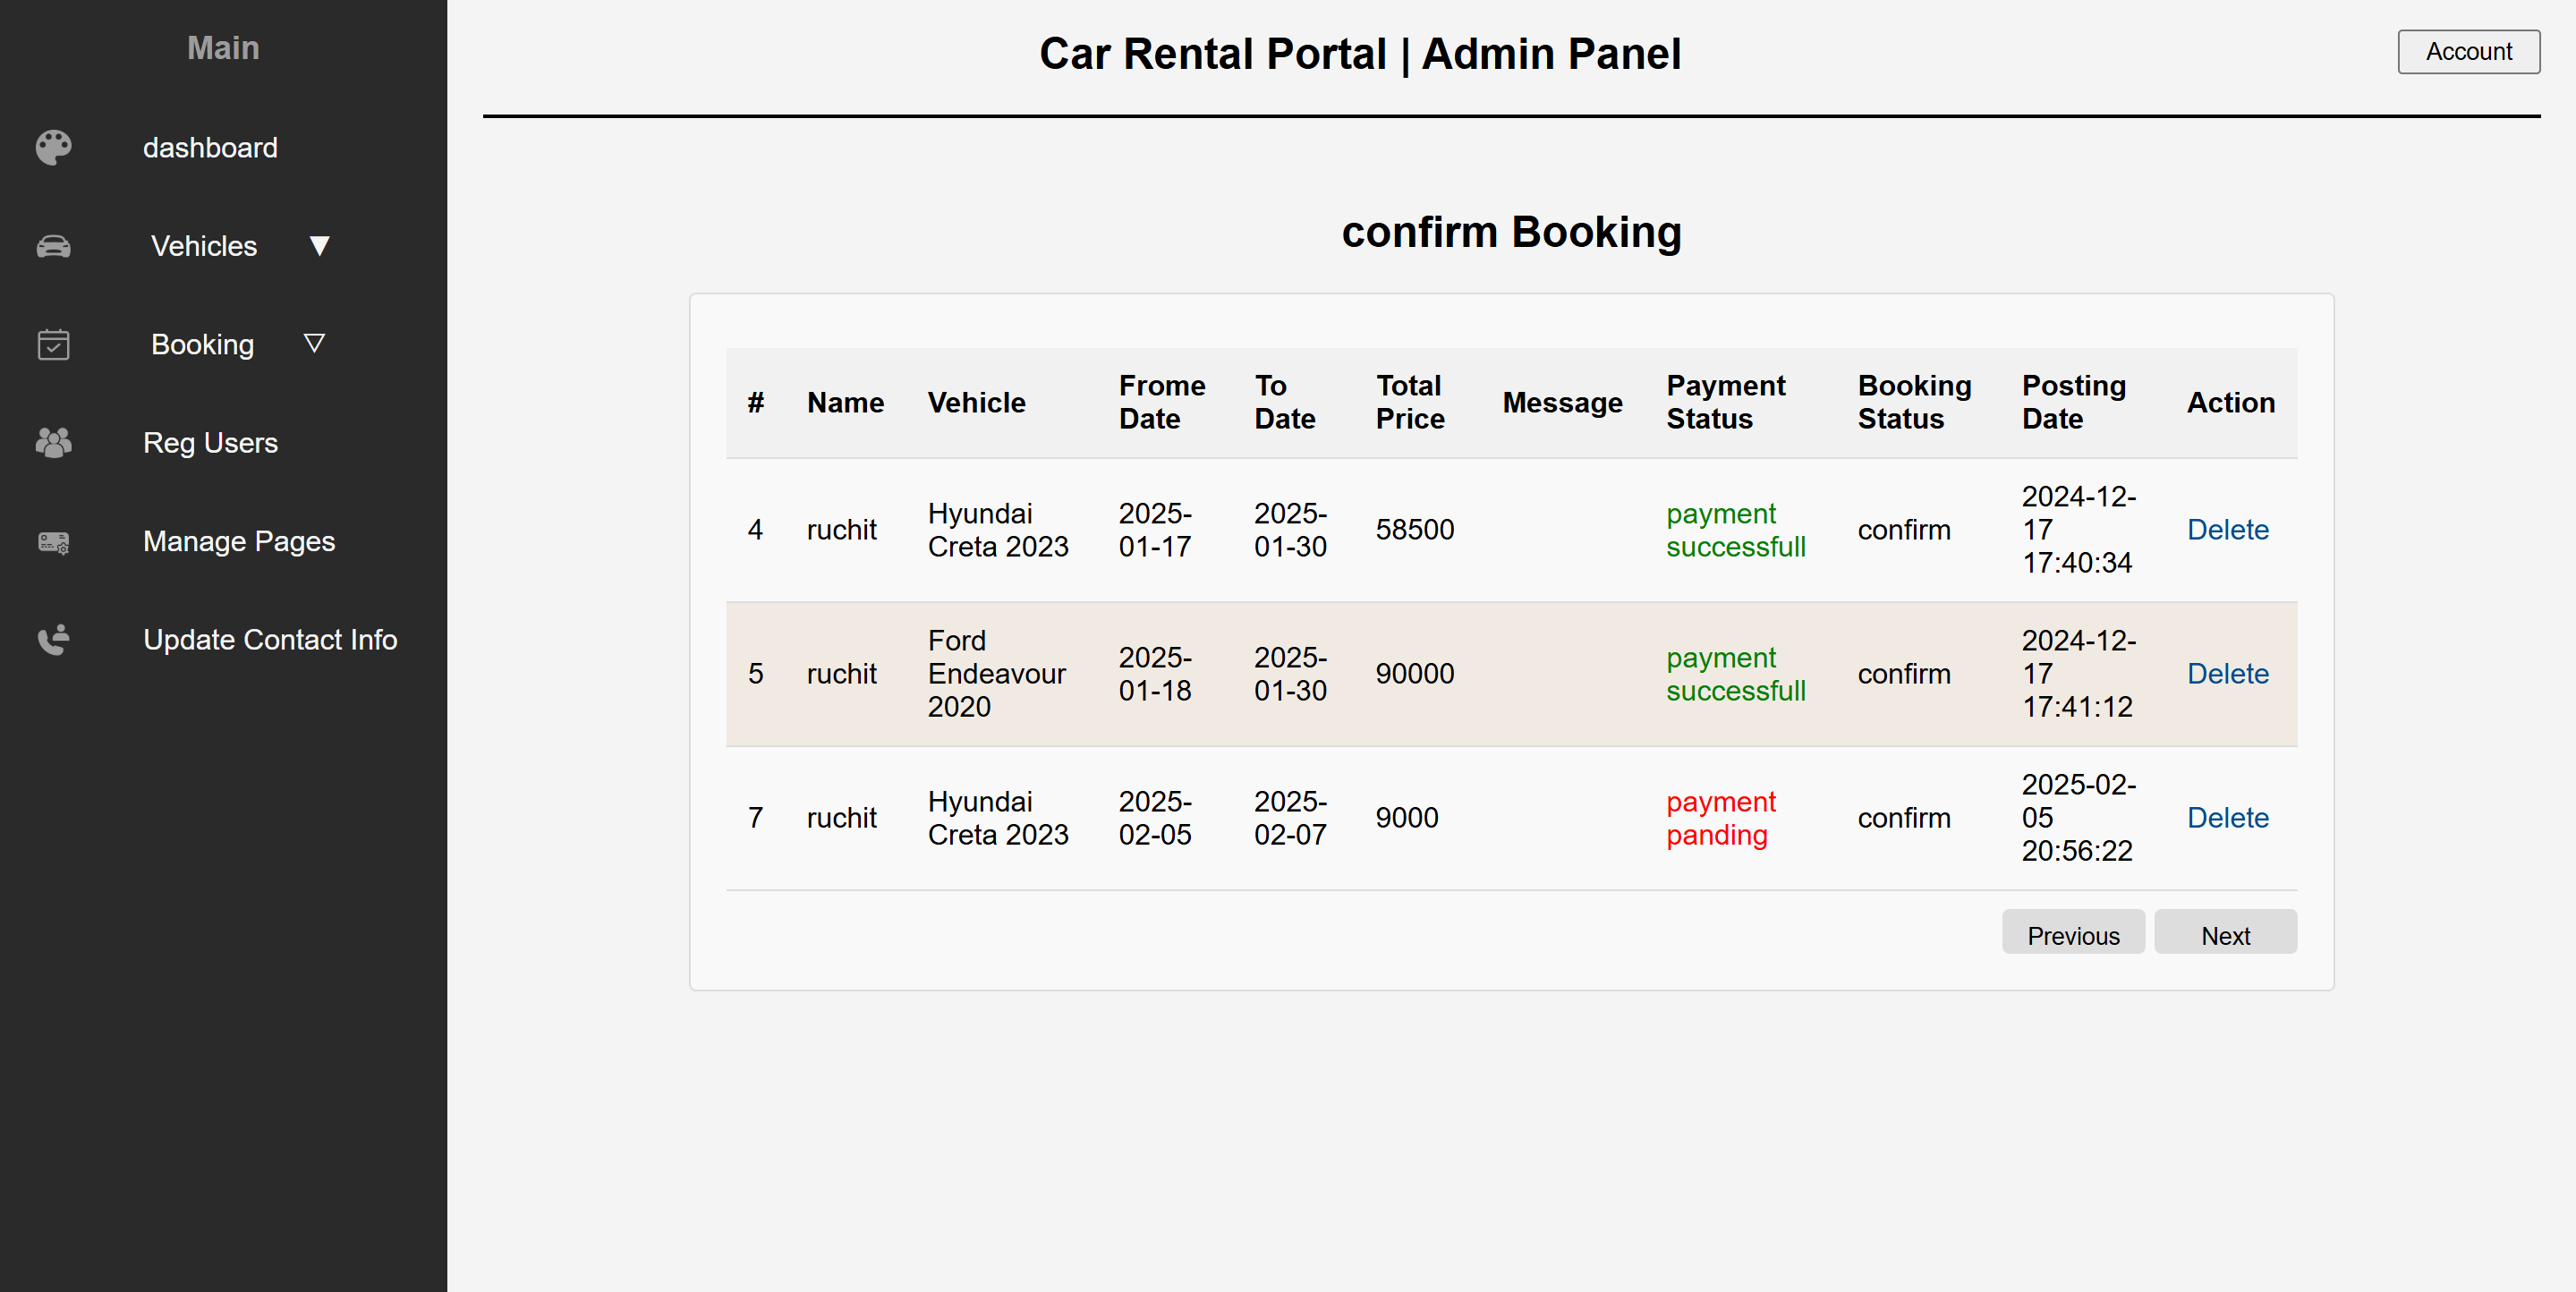 Main
dashboard
Vehicles ▼
Booking ▽
Reg Users
Manage Pages
Update Contact Info
Car Rental Portal | Admin Panel
Account
confirm Booking
# Name Vehicle Frome Date To Date Total Price Message Payment Status Booking Status Posting Date Action
4 ruchit Hyundai Creta 2023 2025-01-17 2025-01-30 58500 payment successfull confirm 2024-12-17 17:40:34 Delete
5 ruchit Ford Endeavour 2020 2025-01-18 2025-01-30 90000 payment successfull confirm 2024-12-17 17:41:12 Delete
7 ruchit Hyundai Creta 2023 2025-02-05 2025-02-07 9000 payment panding confirm 2025-02-05 20:56:22 Delete
Previous Next